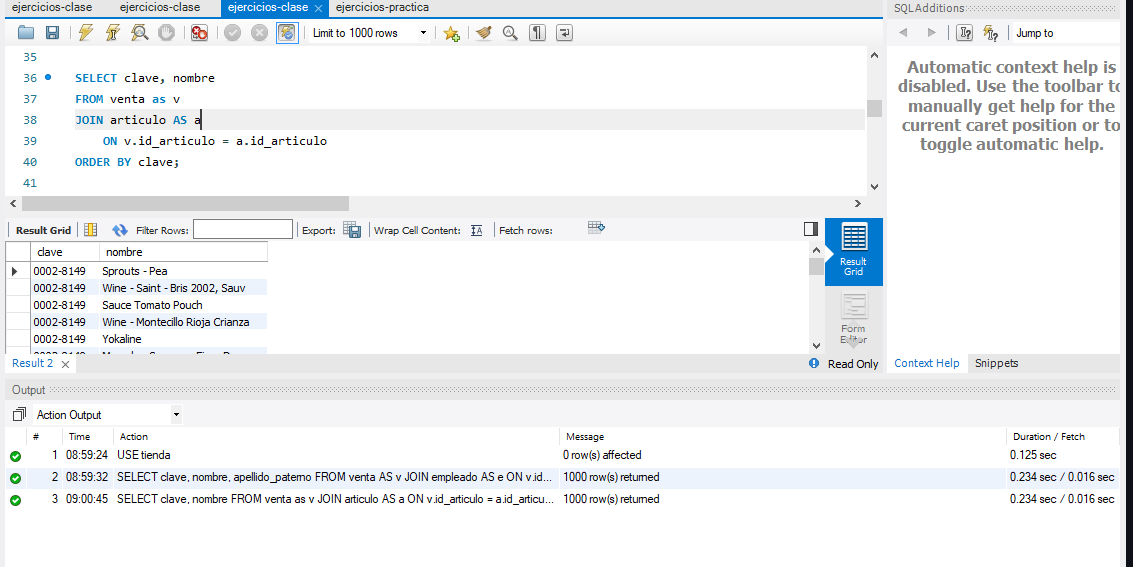 ejercicios-clase ejercicios-clase ejercicios-clase ejercicios-practica
Limit to 1000 rows
35
36 SELECT clave, nombre
37 FROM venta as v
38 JOIN articulo AS a
39 ON v.id_articulo = a.id_articulo
40 ORDER BY clave;
41
SQLAdditions
Jump to
Automatic context help is
disabled. Use the toolbar to
manually get help for the
current caret position or to
toggle automatic help.
Result Grid Filter Rows: Export: Wrap Cell Content: Fetch rows:
clave nombre
0002-8149 Sprouts - Pea
0002-8149 Wine - Saint - Bris 2002, Sauv
0002-8149 Sauce Tomato Pouch
0002-8149 Wine - Montecillo Rioja Crianza
0002-8149 Yokaline
Result
Grid
Form
Editor
Result 2
Read Only
Context Help Snippets
Output
Action Output
# Time Action Message Duration / Fetch
1 08:59:24 USE tienda 0 row(s) affected 0.125 sec
2 08:59:32 SELECT clave, nombre, apellido_paterno FROM venta AS v JOIN empleado AS e ON v.id... 1000 row(s) returned 0.234 sec / 0.016 sec
3 09:00:45 SELECT clave, nombre FROM venta as v JOIN articulo AS a ON v.id_articulo = a.id_articu... 1000 row(s) returned 0.234 sec / 0.016 sec